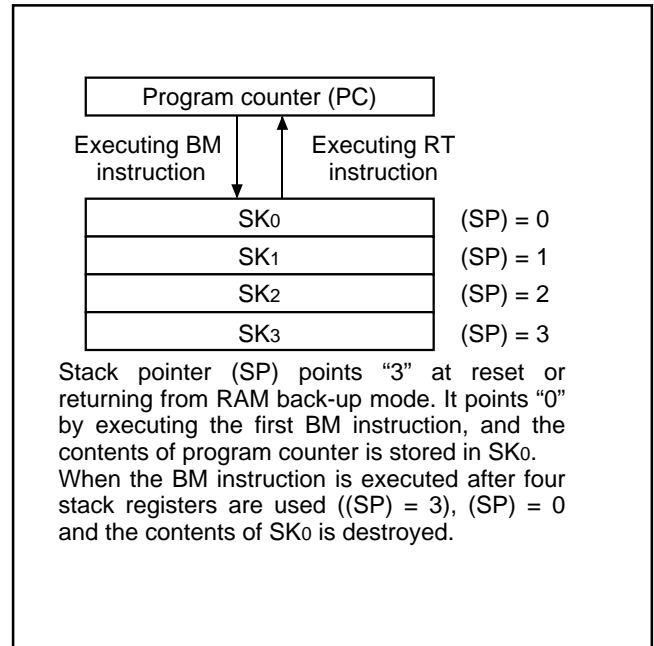 Program counter (PC)
Executing BM instruction
Executing RT instruction
SK0 (SP) = 0
SK1 (SP) = 1
SK2 (SP) = 2
SK3 (SP) = 3
Stack pointer (SP) points “3” at reset or
returning from RAM back-up mode. It points “0”
by executing the first BM instruction, and the
contents of program counter is stored in SK0.
When the BM instruction is executed after four
stack registers are used ((SP) = 3), (SP) = 0
and the contents of SK0 is destroyed.